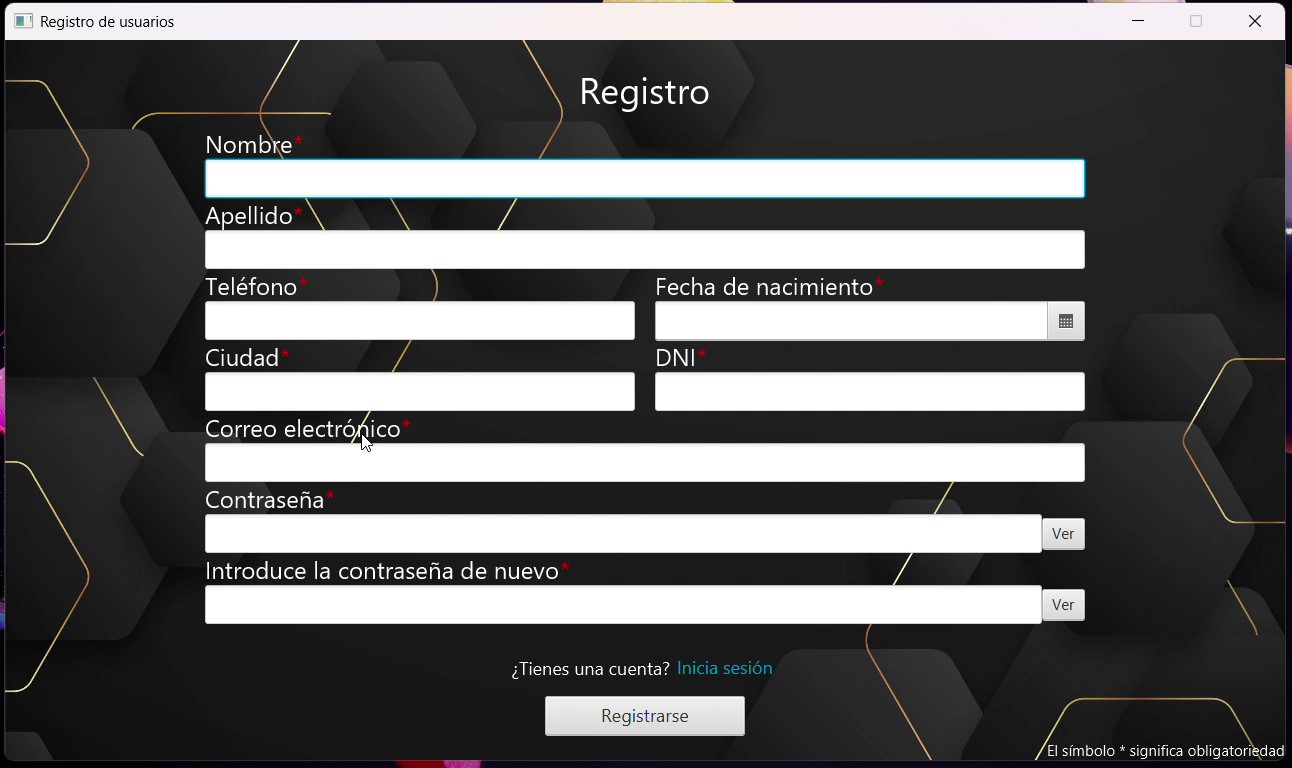 Registro de usuarios
Registro
Nombre*
Apellido*
Teléfono* Fecha de nacimiento*
Ciudad* DNI*
Correo electrónico*
Contraseña*
Ver
Introduce la contraseña de nuevo*
Ver
¿Tienes una cuenta? Inicia sesión
Registrarse
El símbolo * significa obligatoriedad